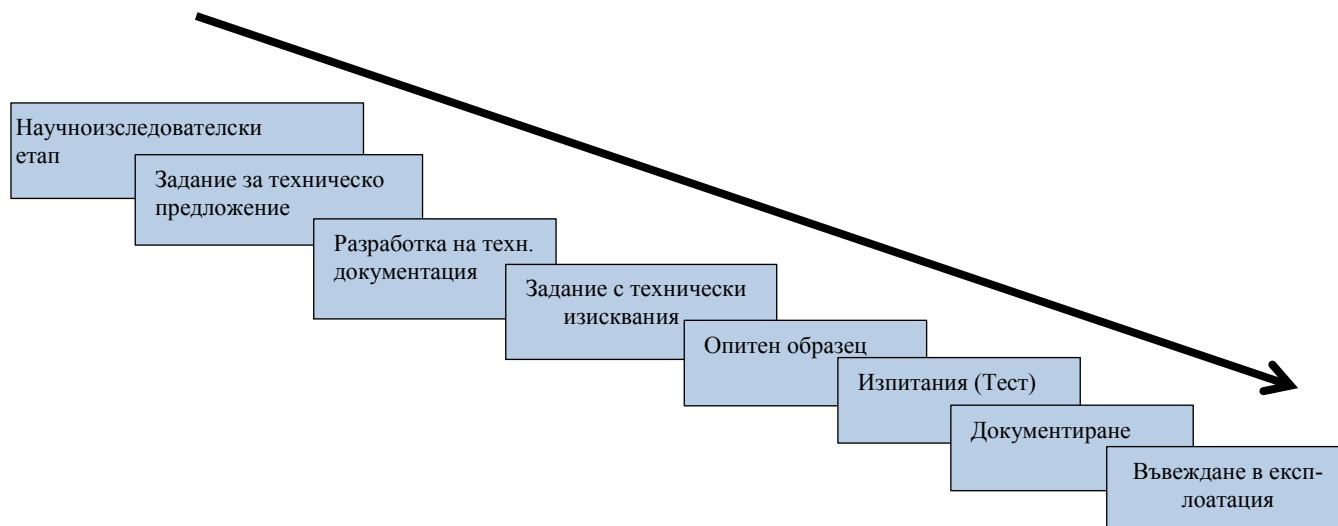 Научноизследователски
етап
Задание за техническо
предложение
Разработка на техн.
документация
Задание с технически
изисквания
Опитен образец
Изпитания (Тест)
Документиране
Въвеждане в експ-
лоатация